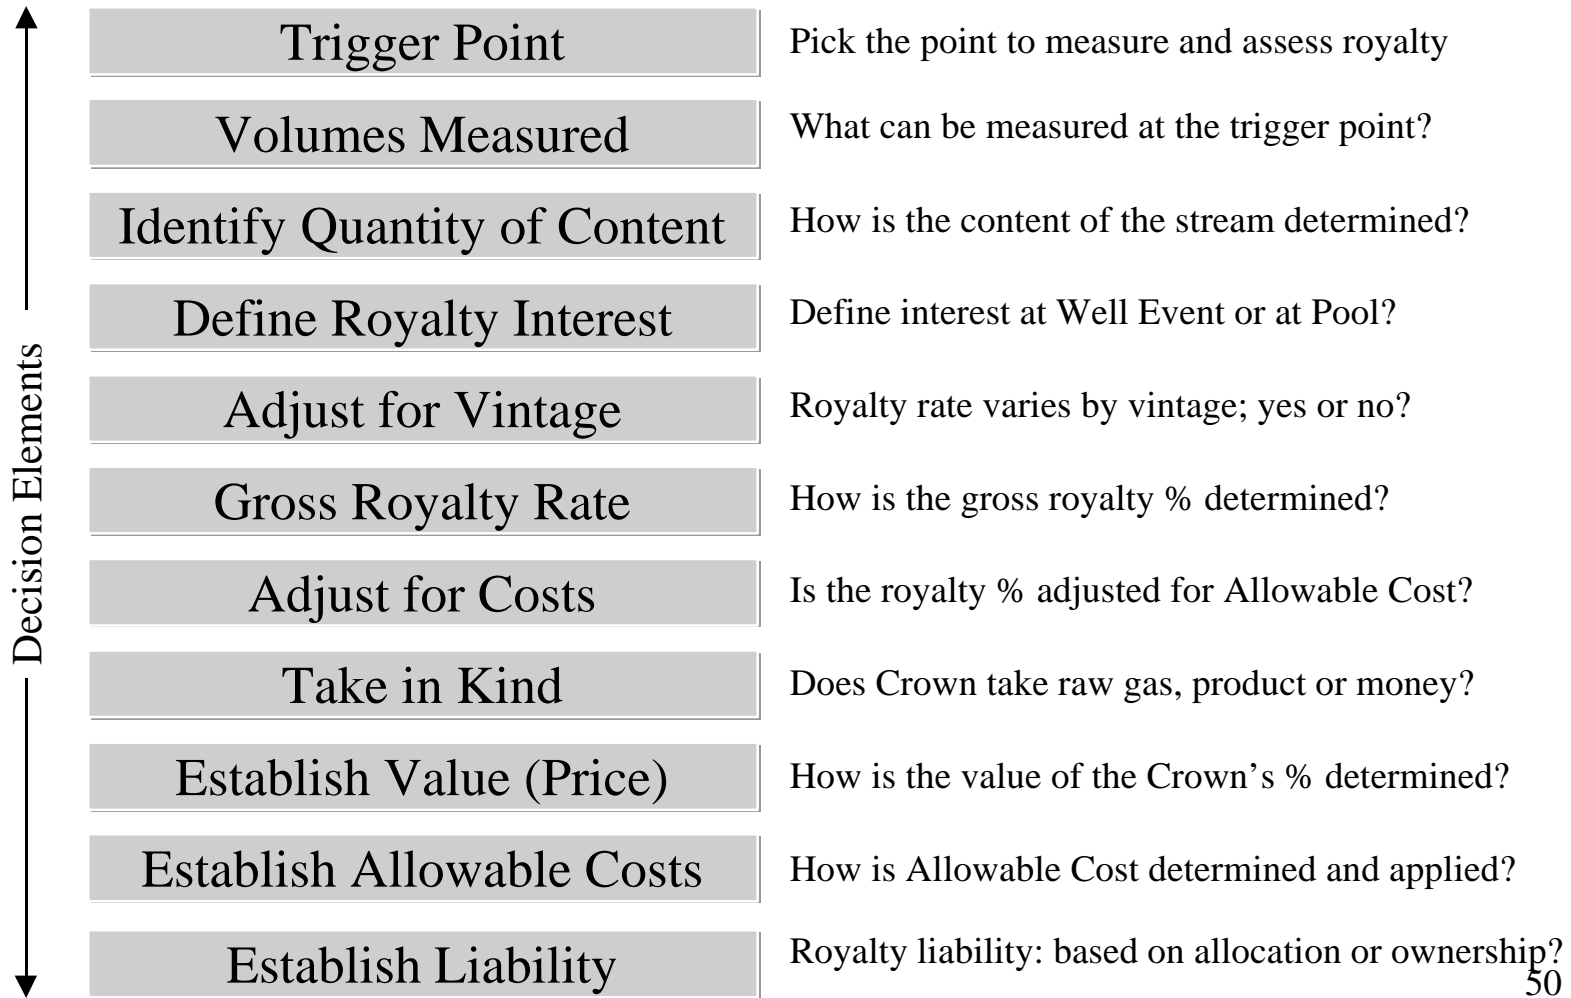 Decision Elements
Trigger Point
Pick the point to measure and assess royalty
Volumes Measured
What can be measured at the trigger point?
Identify Quantity of Content
How is the content of the stream determined?
Define Royalty Interest
Define interest at Well Event or at Pool?
Adjust for Vintage
Royalty rate varies by vintage; yes or no?
Gross Royalty Rate
How is the gross royalty % determined?
Adjust for Costs
Is the royalty % adjusted for Allowable Cost?
Take in Kind
Does Crown take raw gas, product or money?
Establish Value (Price)
How is the value of the Crown’s % determined?
Establish Allowable Costs
How is Allowable Cost determined and applied?
Establish Liability
Royalty liability: based on allocation or ownership?
50